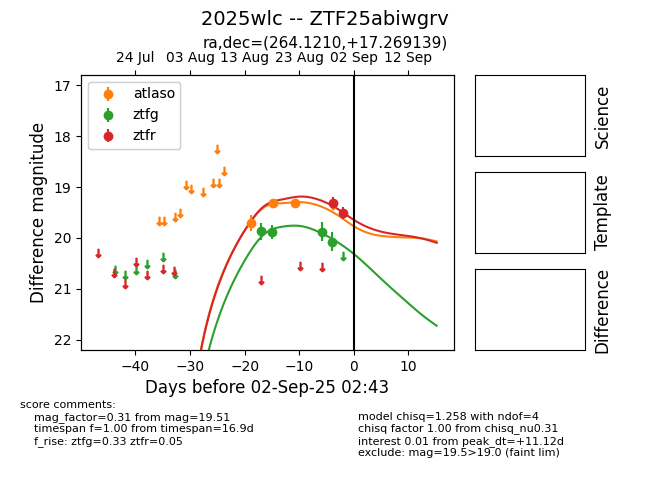 2025wlc -- ZTF25abiwgrv
ra,dec=(264.1210,+17.269139)
24 Jul 03 Aug 13 Aug 23 Aug 02 Sep 12 Sep
atlaso
ztfg
ztfr
17
18
19
20
21
22
Difference magnitude
−40 −30 −20 −10 0 10
Days before 02-Sep-25 02:43
Science
Template
Difference
score comments:
mag_factor=0.31 from mag=19.51
timespan f=1.00 from timespan=16.9d
f_rise: ztfg=0.33 ztfr=0.05
model chisq=1.258 with ndof=4
chisq factor 1.00 from chisq_nu0.31
interest 0.01 from peak_dt=+11.12d
exclude: mag=19.5>19.0 (faint lim)